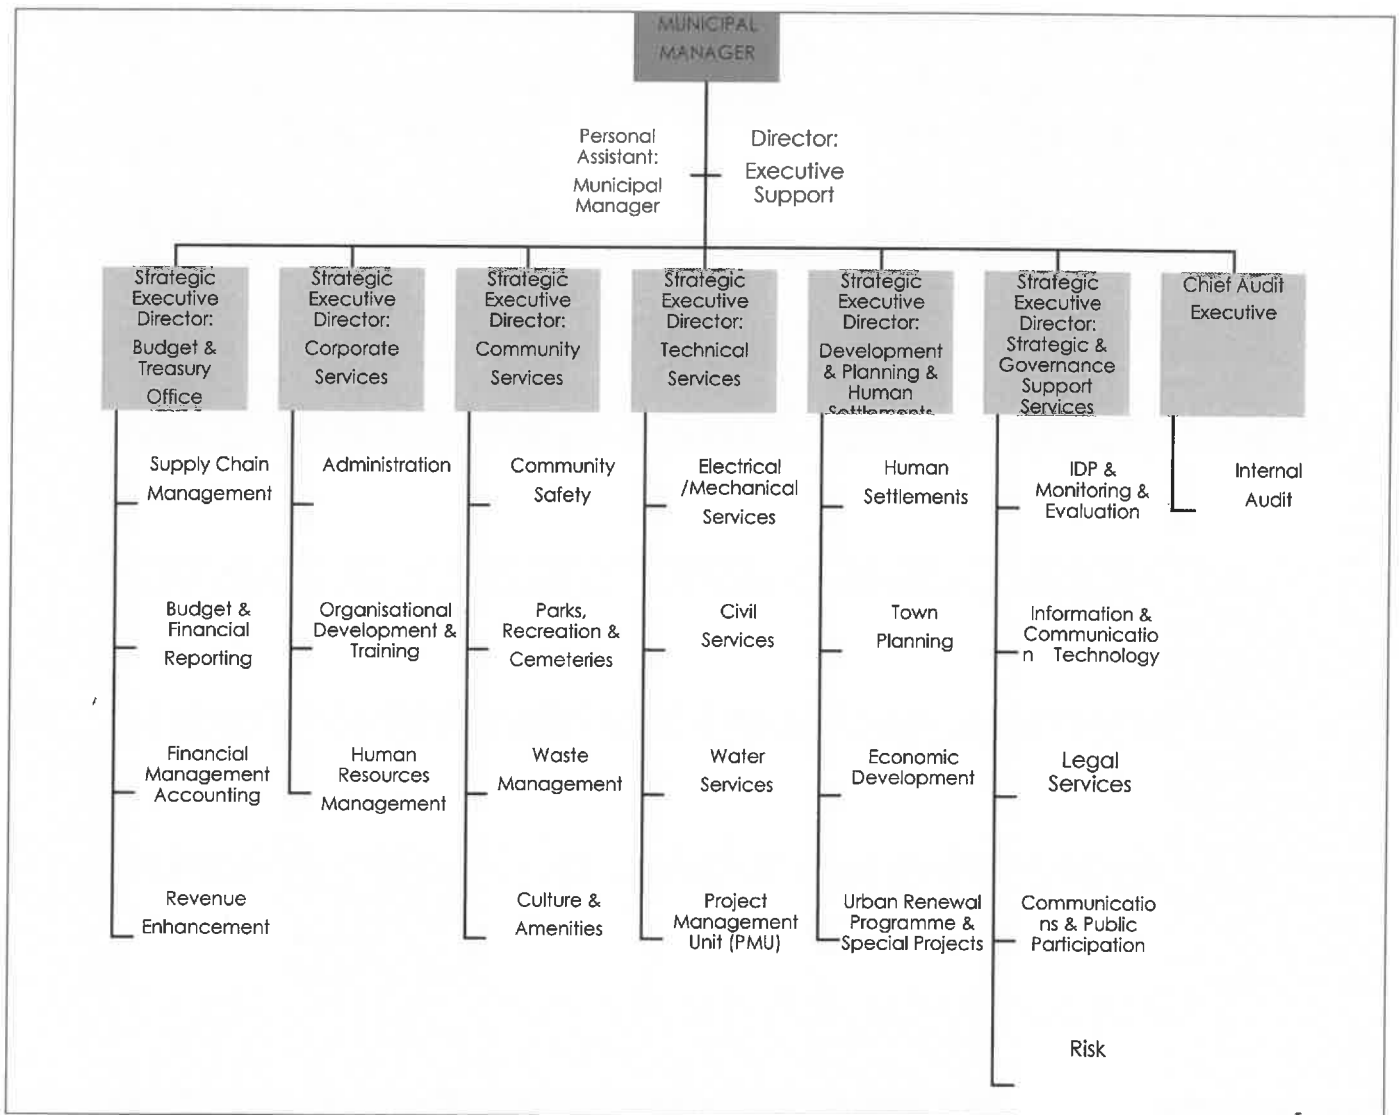 MUNICIPAL
MANAGER
Personal
Assistant:
Municipal
Manager
Director:
Executive
Support
Strategic
Executive
Director:
Budget &
Treasury
Office
Strategic
Executive
Director:
Corporate
Services
Strategic
Executive
Director:
Community
Services
Strategic
Executive
Director:
Technical
Services
Strategic
Executive
Director:
Development
& Planning &
Human
Settlements
Strategic
Executive
Director:
Strategic &
Governance
Support
Services
Chief Audit
Executive
Supply Chain
Management
Budget &
Financial
Reporting
Financial
Management
Accounting
Revenue
Enhancement
Administration
Organisational
Development &
Training
Human
Resources
Management
Community
Safety
Parks,
Recreation &
Cemeteries
Waste
Management
Culture &
Amenities
Electrical
/Mechanical
Services
Civil
Services
Water
Services
Project
Management
Unit (PMU)
Human
Settlements
Town
Planning
Economic
Development
Urban Renewal
Programme &
Special Projects
IDP &
Monitoring &
Evaluation
Information &
Communicatio
n Technology
Legal
Services
Communicatio
ns & Public
Participation
Risk
Internal
Audit